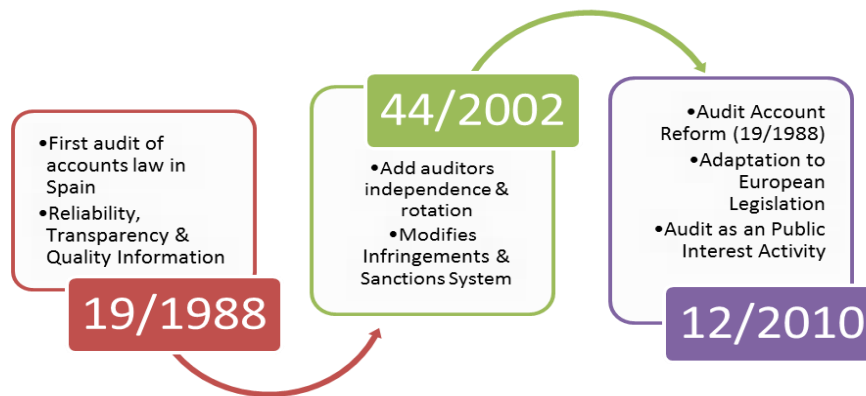 •First audit of
accounts law in
Spain
•Reliability,
Transparency &
Quality Information
19/1988
44/2002
•Add auditors
independence &
rotation
•Modifies
Infringements &
Sanctions System
•Audit Account
Reform (19/1988)
•Adaptation to
European
Legislation
•Audit as an Public
Interest Activity
12/2010